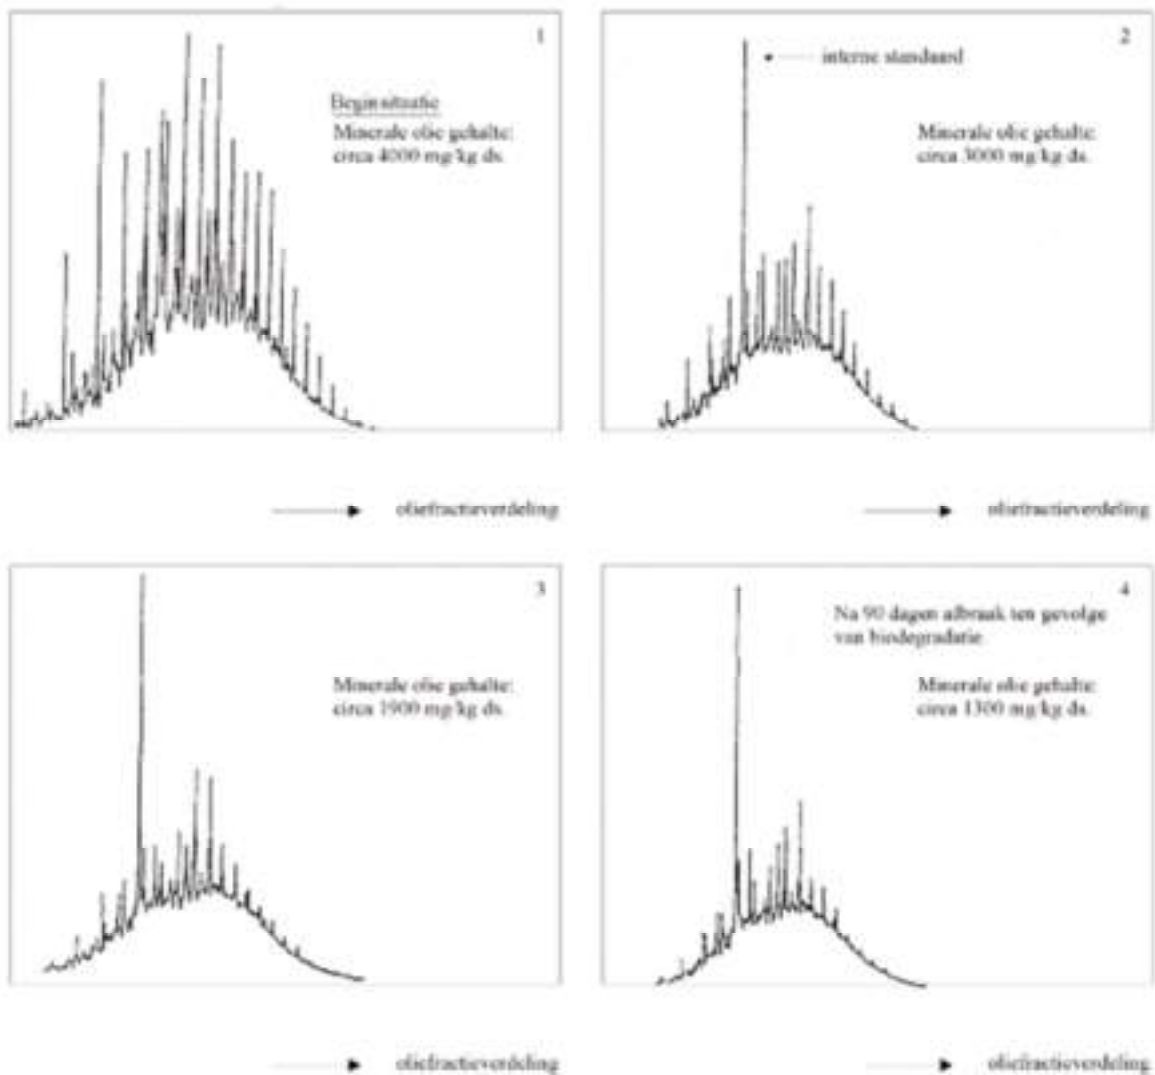 1
Beginsituatie
Minerale olie gehalte:
circa 4000 mg/kg ds.
oliefractieverdeling
2
interne standaard
Minerale olie gehalte:
circa 3000 mg/kg ds.
oliefractieverdeling
3
Minerale olie gehalte:
circa 1900 mg/kg ds.
oliefractieverdeling
4
Na 90 dagen afbraak ten gevolge
van biodegradatie
Minerale olie gehalte:
circa 1300 mg/kg ds.
oliefractieverdeling